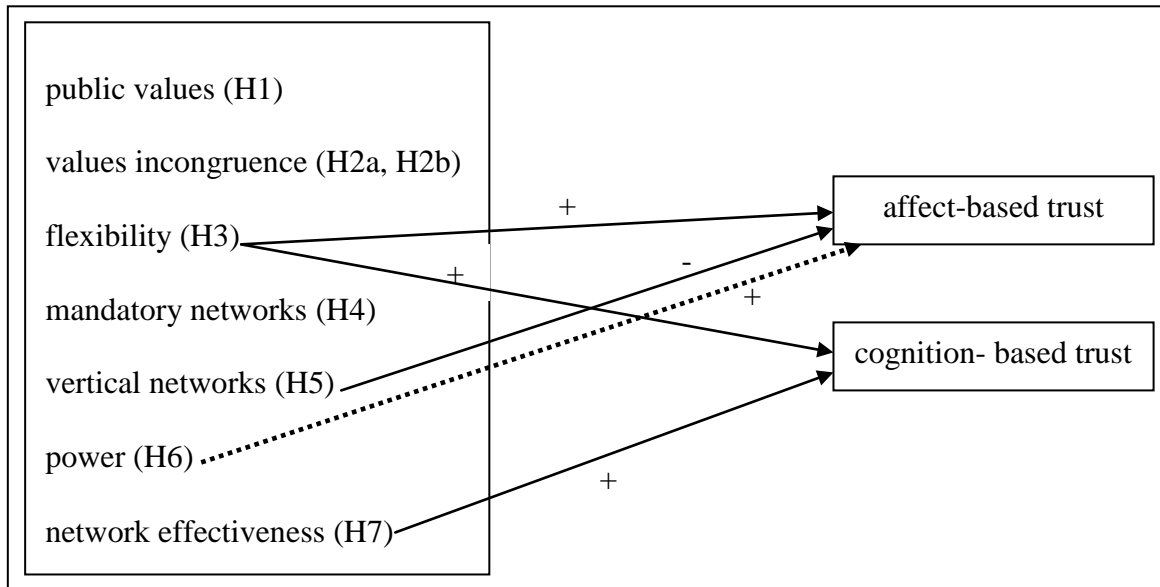 public values (H1)
values incongruence (H2a, H2b)
flexibility (H3)
mandatory networks (H4)
vertical networks (H5)
power (H6)
network effectiveness (H7)
+
+
-
+
+
affect-based trust
cognition- based trust